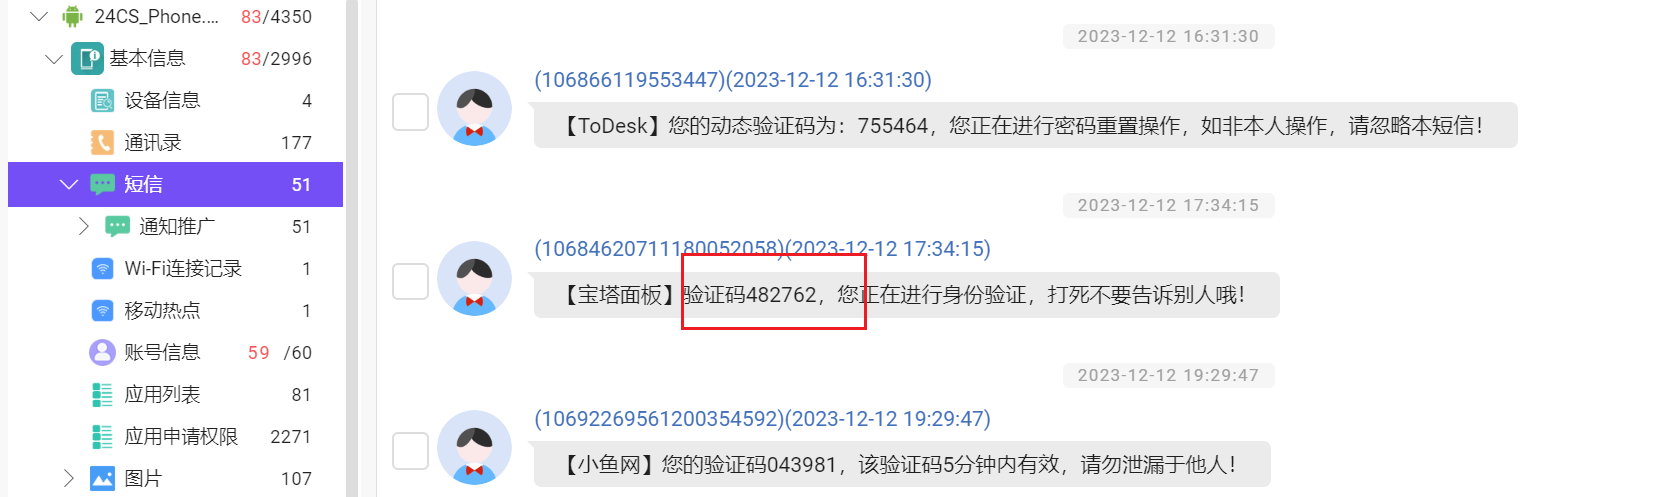 24CS_Phone.... 83/4350
基本信息 83/2996
设备信息 4
通讯录 177
短信 51
通知推广 51
Wi-Fi连接记录 1
移动热点 1
账号信息 59 /60
应用列表 81
应用申请权限 2271
图片 107
2023-12-12 16:31:30
(106866119553447)(2023-12-12 16:31:30)
【ToDesk】您的动态验证码为：755464，您正在进行密码重置操作，如非本人操作，请忽略本短信！
2023-12-12 17:34:15
(10684620711180052058)(2023-12-12 17:34:15)
【宝塔面板】验证码482762，您正在进行身份验证，打死不要告诉别人哦！
2023-12-12 19:29:47
(10692269561200354592)(2023-12-12 19:29:47)
【小鱼网】您的验证码043981，该验证码5分钟内有效，请勿泄漏于他人！